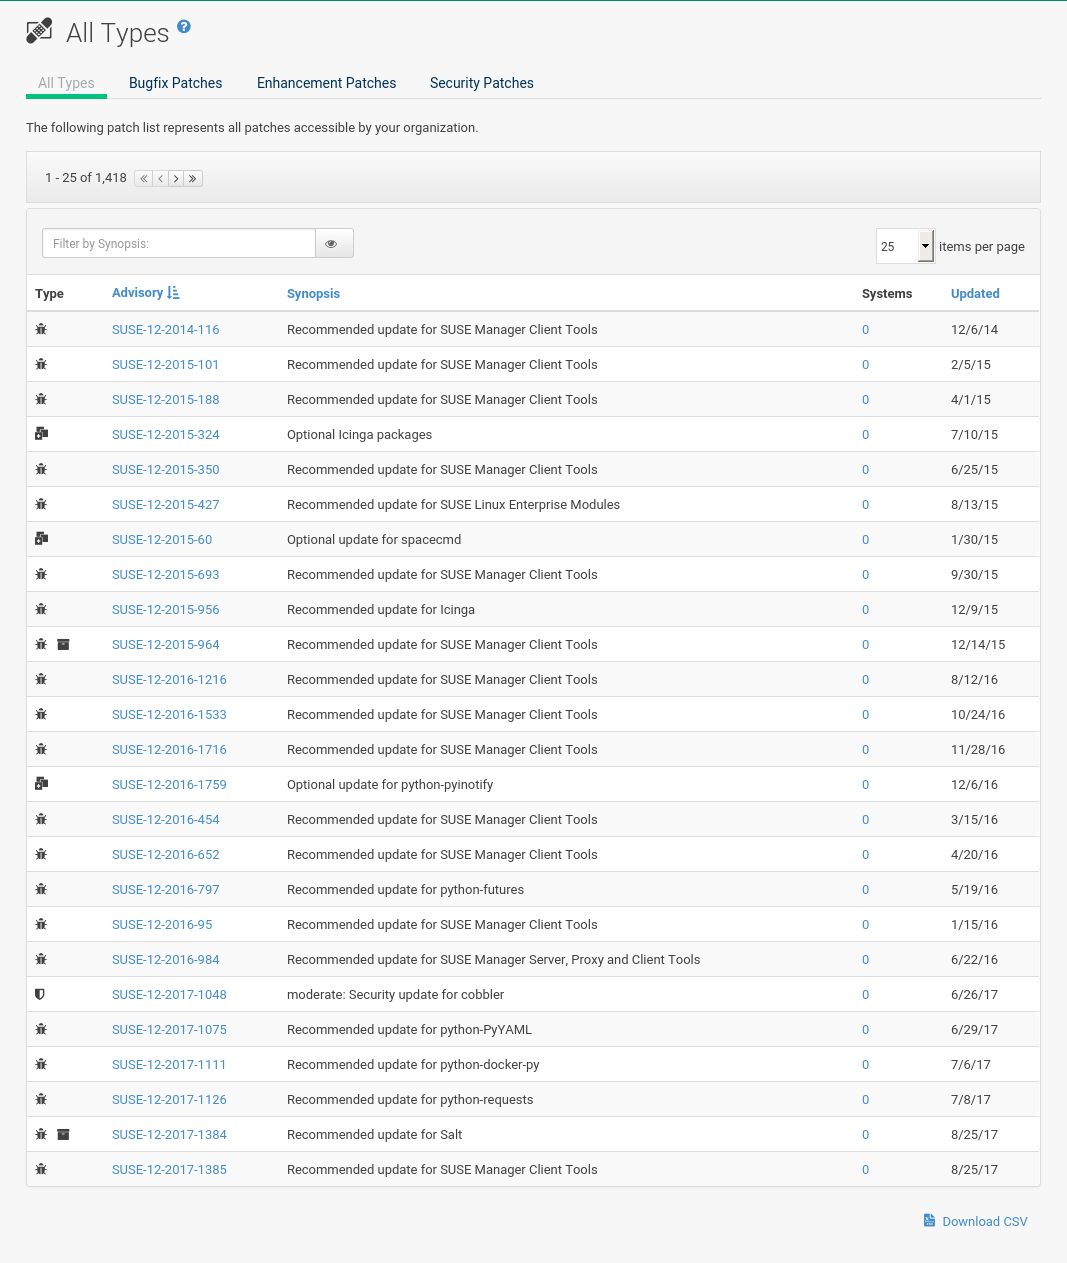 All Types ?
All Types Bugfix Patches Enhancement Patches Security Patches
The following patch list represents all patches accessible by your organization.
1 - 25 of 1,418
Filter by Synopsis: 25 items per page
Type Advisory Synopsis Systems Updated
SUSE-12-2014-116 Recommended update for SUSE Manager Client Tools 0 12/6/14
SUSE-12-2015-101 Recommended update for SUSE Manager Client Tools 0 2/5/15
SUSE-12-2015-188 Recommended update for SUSE Manager Client Tools 0 4/1/15
SUSE-12-2015-324 Optional Icinga packages 0 7/10/15
SUSE-12-2015-350 Recommended update for SUSE Manager Client Tools 0 6/25/15
SUSE-12-2015-427 Recommended update for SUSE Linux Enterprise Modules 0 8/13/15
SUSE-12-2015-60 Optional update for spacecmd 0 1/30/15
SUSE-12-2015-693 Recommended update for SUSE Manager Client Tools 0 9/30/15
SUSE-12-2015-956 Recommended update for Icinga 0 12/9/15
SUSE-12-2015-964 Recommended update for SUSE Manager Client Tools 0 12/14/15
SUSE-12-2016-1216 Recommended update for SUSE Manager Client Tools 0 8/12/16
SUSE-12-2016-1533 Recommended update for SUSE Manager Client Tools 0 10/24/16
SUSE-12-2016-1716 Recommended update for SUSE Manager Client Tools 0 11/28/16
SUSE-12-2016-1759 Optional update for python-pyinotify 0 12/6/16
SUSE-12-2016-454 Recommended update for SUSE Manager Client Tools 0 3/15/16
SUSE-12-2016-652 Recommended update for SUSE Manager Client Tools 0 4/20/16
SUSE-12-2016-797 Recommended update for python-futures 0 5/19/16
SUSE-12-2016-95 Recommended update for SUSE Manager Client Tools 0 1/15/16
SUSE-12-2016-984 Recommended update for SUSE Manager Server, Proxy and Client Tools 0 6/22/16
SUSE-12-2017-1048 moderate: Security update for cobbler 0 6/26/17
SUSE-12-2017-1075 Recommended update for python-PyYAML 0 6/29/17
SUSE-12-2017-1111 Recommended update for python-docker-py 0 7/6/17
SUSE-12-2017-1126 Recommended update for python-requests 0 7/8/17
SUSE-12-2017-1384 Recommended update for Salt 0 8/25/17
SUSE-12-2017-1385 Recommended update for SUSE Manager Client Tools 0 8/25/17
Download CSV